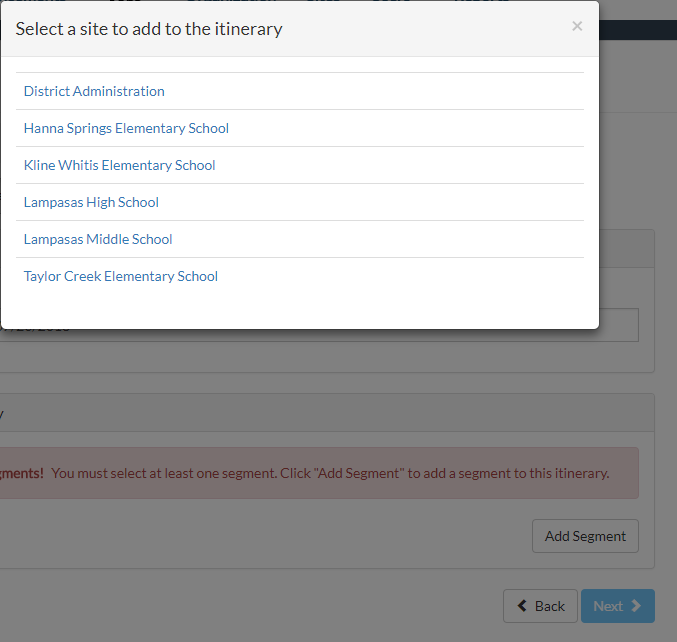 Select a site to add to the itinerary ×
District Administration
Hanna Springs Elementary School
Kline Whitis Elementary School
Lampasas High School
Lampasas Middle School
Taylor Creek Elementary School
You must select at least one segment. Click "Add Segment" to add a segment to this itinerary.
Add Segment
Back
Next